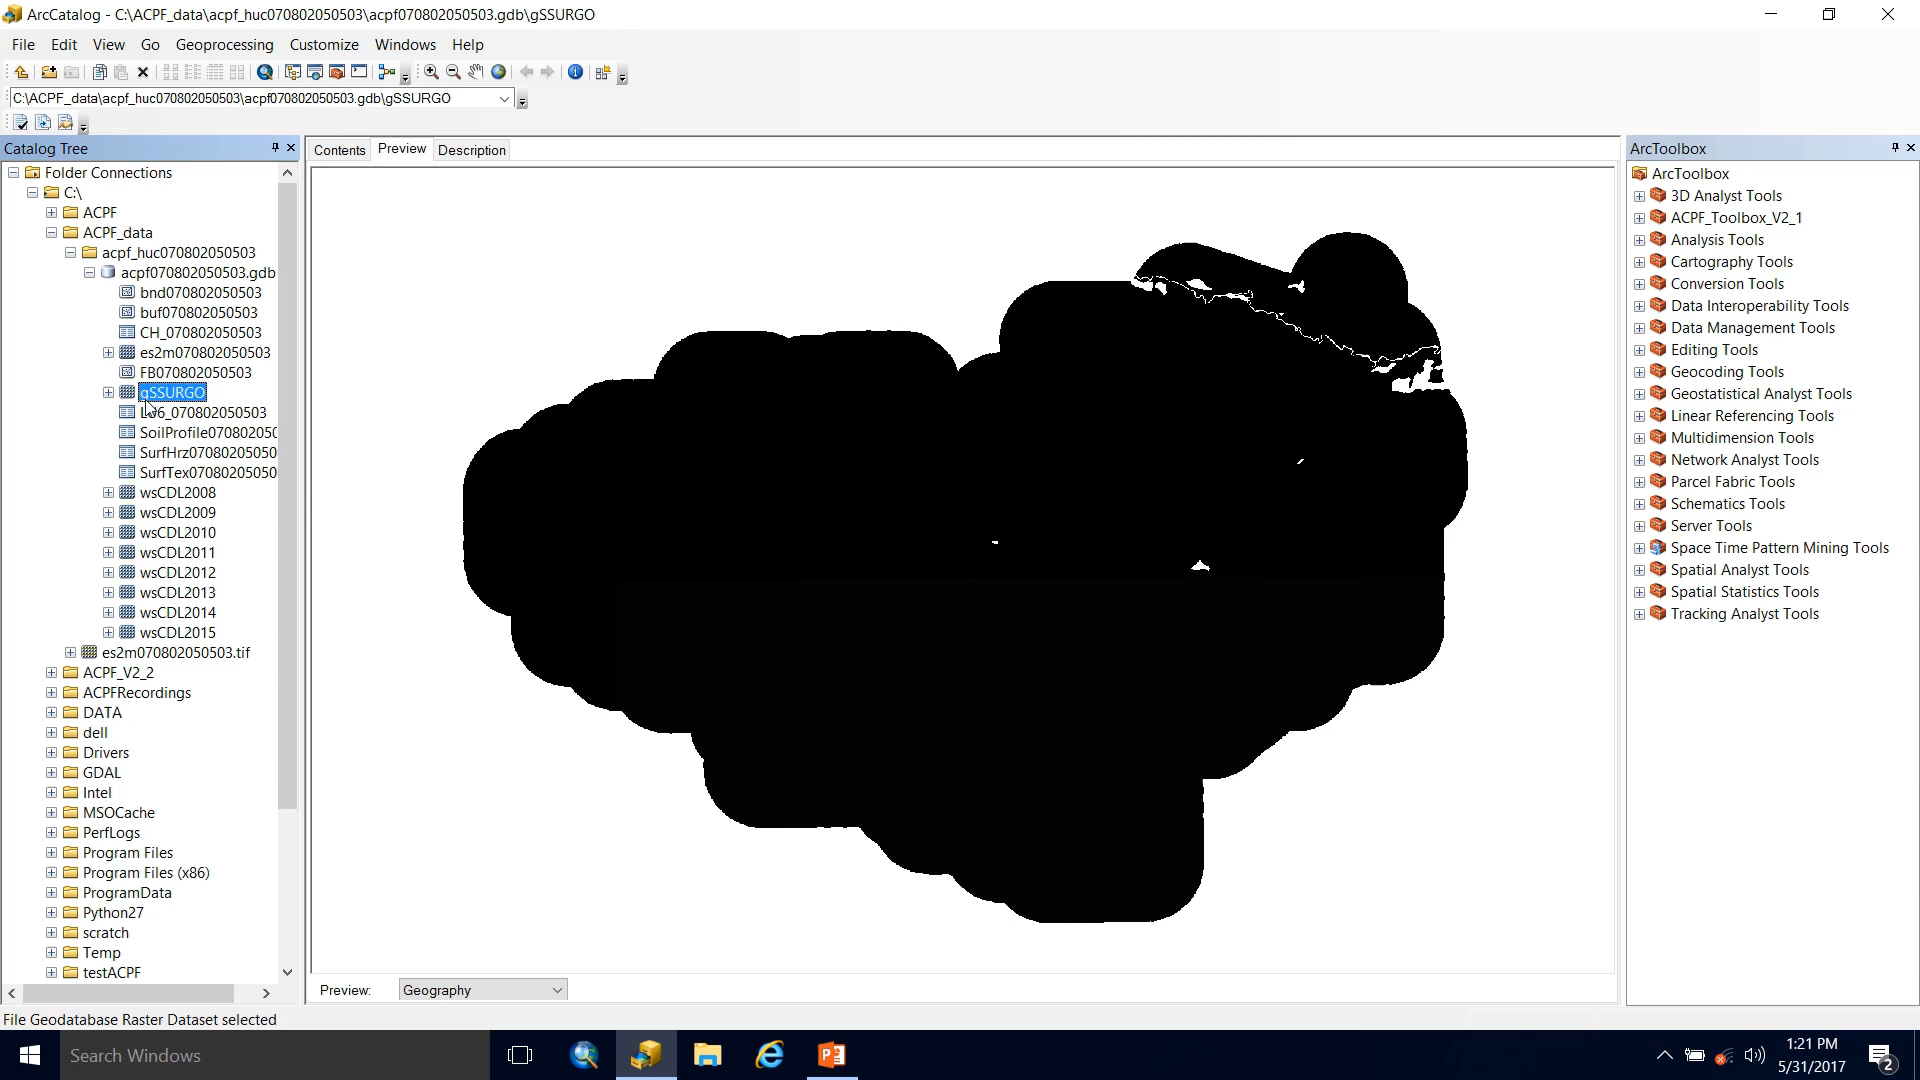 ArcCatalog - C:\ACPF_data\acpf_huc070802050503\acpf070802050503.gdb\gSSURGO
File Edit View Go Geoprocessing Customize Windows Help
C:\ACPF_data\acpf_huc070802050503\acpf070802050503.gdb\gSSURGO
Catalog Tree
Folder Connections
C:\
ACPF
ACPF_data
acpf_huc070802050503
acpf070802050503.gdb
bnd070802050503
buf070802050503
CH_070802050503
es2m070802050503
FB070802050503
gSSURGO
SoilProfile07080205
SurfHrz07080205050
SurfTex07080205050
wsCDL2008
wsCDL2009
wsCDL2010
wsCDL2011
wsCDL2012
wsCDL2013
wsCDL2014
wsCDL2015
es2m070802050503.tif
ACPF_V2_2
ACPFRecordings
DATA
dell
Drivers
GDAL
Intel
MSOCache
PerfLogs
Program Files
Program Files (x86)
ProgramData
Python27
scratch
Temp
testACPF
Contents Preview Description
Preview: Geography
ArcToolbox
ArcToolbox
3D Analyst Tools
ACPF_Toolbox_V2_1
Analysis Tools
Cartography Tools
Conversion Tools
Data Interoperability Tools
Data Management Tools
Editing Tools
Geocoding Tools
Geostatistical Analyst Tools
Linear Referencing Tools
Multidimension Tools
Network Analyst Tools
Parcel Fabric Tools
Schematics Tools
Server Tools
Space Time Pattern Mining Tools
Spatial Analyst Tools
Spatial Statistics Tools
Tracking Analyst Tools
File Geodatabase Raster Dataset selected
Search Windows
1:21 PM
5/31/2017
2